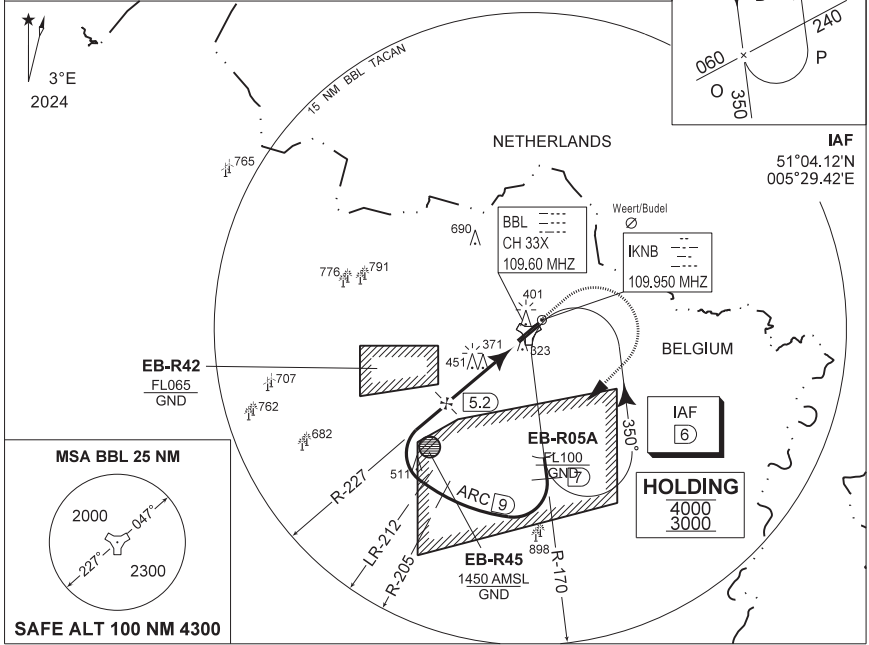 3°E
2024
15 NM BBL TACAN
240
060
P
O
350
IAF
51°04.12'N
005°29.42'E
NETHERLANDS
765
Weert/Budel
BBL
CH 33X
109.60 MHZ
IKNB
109.950 MHZ
690
776
791
401
371
451
323
BELGIUM
EB-R42
FL065
GND
707
762
682
5.2
IAF
6
350°
EB-R05A
FL100
GND
7
HOLDING
4000
3000
511
ARC 9
898
R-227
LR-212
R-205
R-170
EB-R45
1450 AMSL
GND
MSA BBL 25 NM
2000
047°
227°
2300
SAFE ALT 100 NM 4300